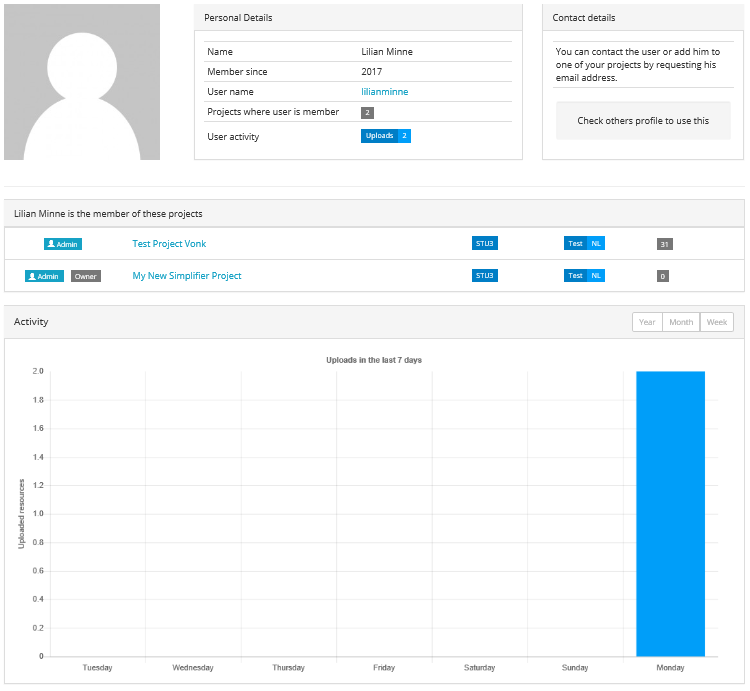 Personal Details
Name Lilian Minne
Member since 2017
User name lilianminne
Projects where user is member 2
User activity Uploads 2
Contact details
You can contact the user or add him to
one of your projects by requesting his
email address.
Check others profile to use this
Lilian Minne is the member of these projects
Admin Test Project Vonk STU3 Test NL 31
Admin Owner My New Simplifier Project STU3 Test NL 0
Activity Year Month Week
Uploads in the last 7 days
Uploaded resources
2.0
1.8
1.6
1.4
1.2
1.0
0.8
0.6
0.4
0.2
0
Tuesday Wednesday Thursday Friday Saturday Sunday Monday